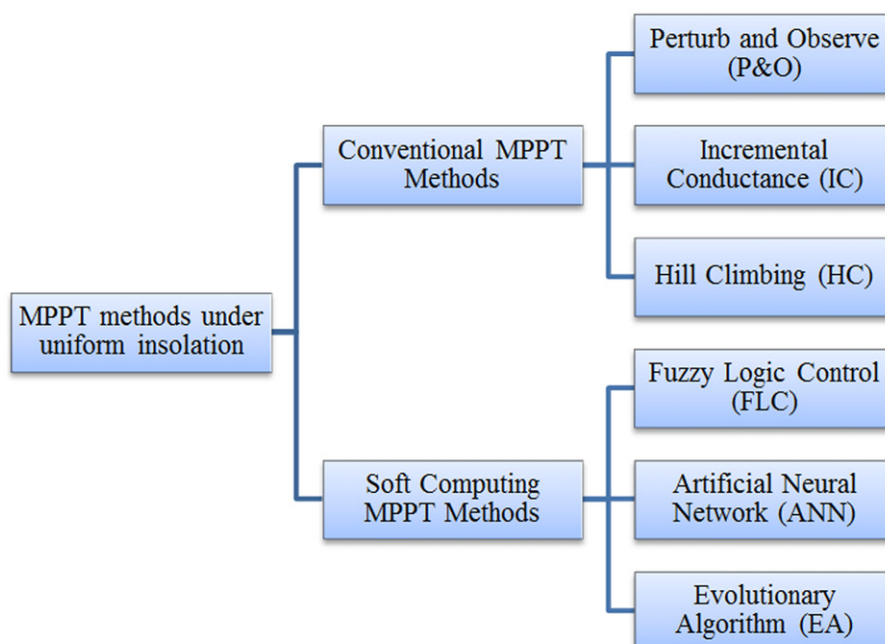 MPPT methods under
uniform insolation
Conventional MPPT
Methods
Perturb and Observe
(P&O)
Incremental
Conductance (IC)
Hill Climbing (HC)
Soft Computing
MPPT Methods
Fuzzy Logic Control
(FLC)
Artificial Neural
Network (ANN)
Evolutionary
Algorithm (EA)